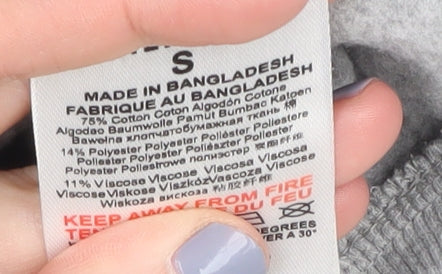 S
MADE IN BANGLADESH
FABRIQUE AU BANGLADESH
75% Cotton Coton Algodón Cotone
Algodao Baumwolle Pamut Bumbac Katoen
Bawełna хлопчатобумажная ткань 棉
14% Polyester Polyester Poliéster Poliestere
Poliester Polyester Poliészter Poliester
Polyester Poliestrowe полиэстер 聚酯纤维
11% Viscose Viscose Viscosa Viscosa
Viscose Viscose Viszkóz Vascoza Viscose
Wiskoza вискоза 粘胶纤维
KEEP AWAY FROM FIRE
DU FEU
DEGREES
A 30°